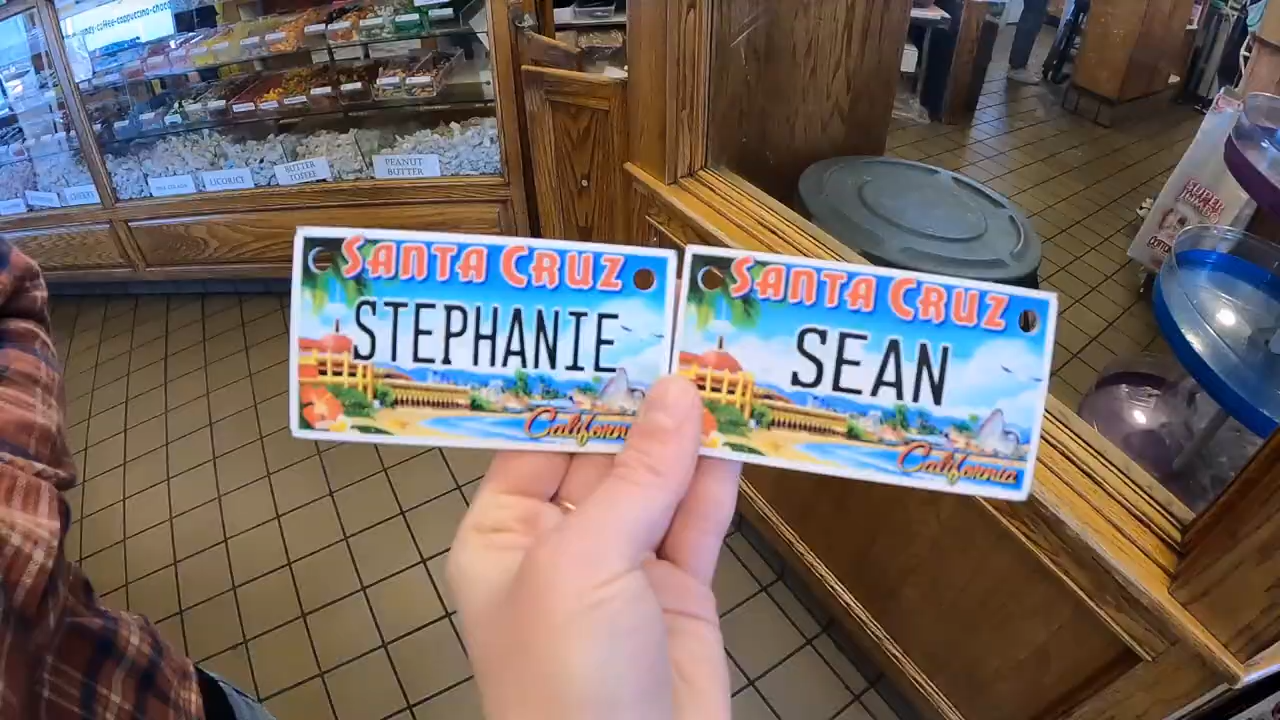 SANTA CRUZ
STEPHANIE
California
SANTA CRUZ
SEAN
California
LICORICE
BUTTER
TOFFEE
PEANUT
BUTTER